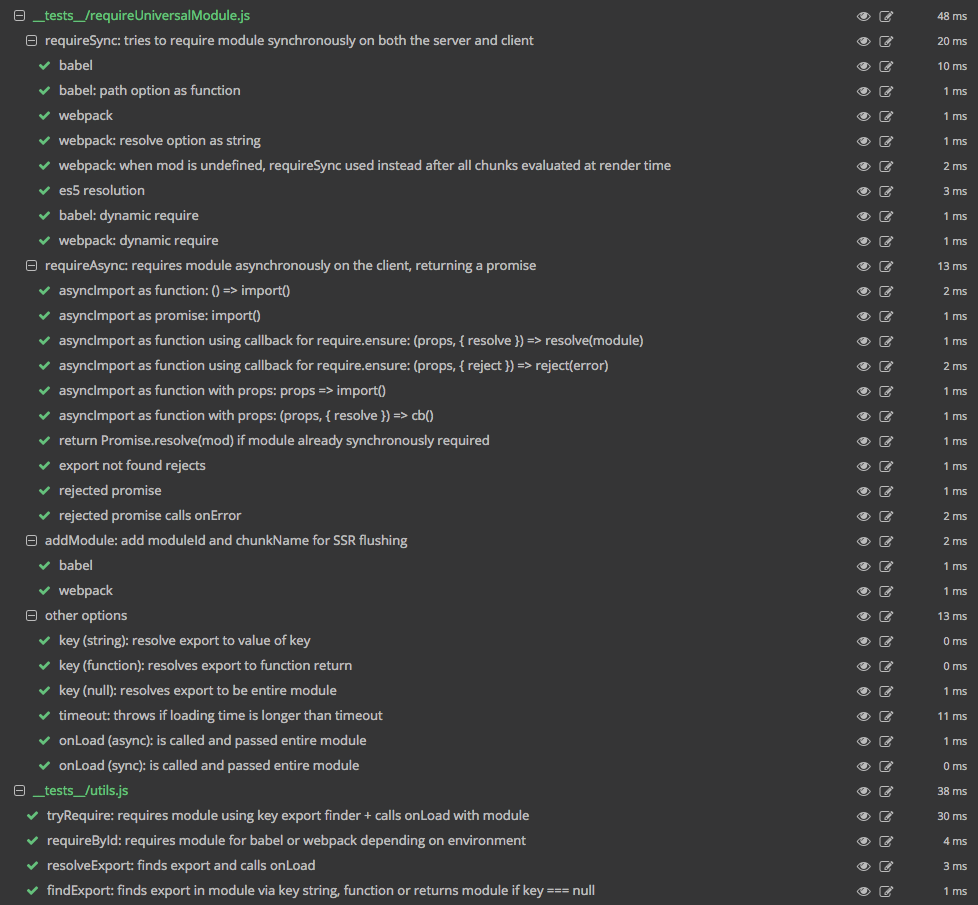 __tests__/requireUniversalModule.js 48 ms
requireSync: tries to require module synchronously on both the server and client 20 ms
babel 10 ms
babel: path option as function 1 ms
webpack 1 ms
webpack: resolve option as string 1 ms
webpack: when mod is undefined, requireSync used instead after all chunks evaluated at render time 2 ms
es5 resolution 3 ms
babel: dynamic require 1 ms
webpack: dynamic require 1 ms
requireAsync: requires module asynchronously on the client, returning a promise 13 ms
asyncImport as function: () => import() 2 ms
asyncImport as promise: import() 1 ms
asyncImport as function using callback for require.ensure: (props, { resolve }) => resolve(module) 1 ms
asyncImport as function using callback for require.ensure: (props, { reject }) => reject(error) 2 ms
asyncImport as function with props: props => import() 1 ms
asyncImport as function with props: (props, { resolve }) => cb() 1 ms
return Promise.resolve(mod) if module already synchronously required 1 ms
export not found rejects 1 ms
rejected promise 1 ms
rejected promise calls onError 2 ms
addModule: add moduleId and chunkName for SSR flushing 2 ms
babel 1 ms
webpack 1 ms
other options 13 ms
key (string): resolve export to value of key 0 ms
key (function): resolves export to function return 0 ms
key (null): resolves export to be entire module 1 ms
timeout: throws if loading time is longer than timeout 11 ms
onLoad (async): is called and passed entire module 1 ms
onLoad (sync): is called and passed entire module 0 ms
__tests__/utils.js 38 ms
tryRequire: requires module using key export finder + calls onLoad with module 30 ms
requireById: requires module for babel or webpack depending on environment 4 ms
resolveExport: finds export and calls onLoad 3 ms
findExport: finds export in module via key string, function or returns module if key === null 1 ms